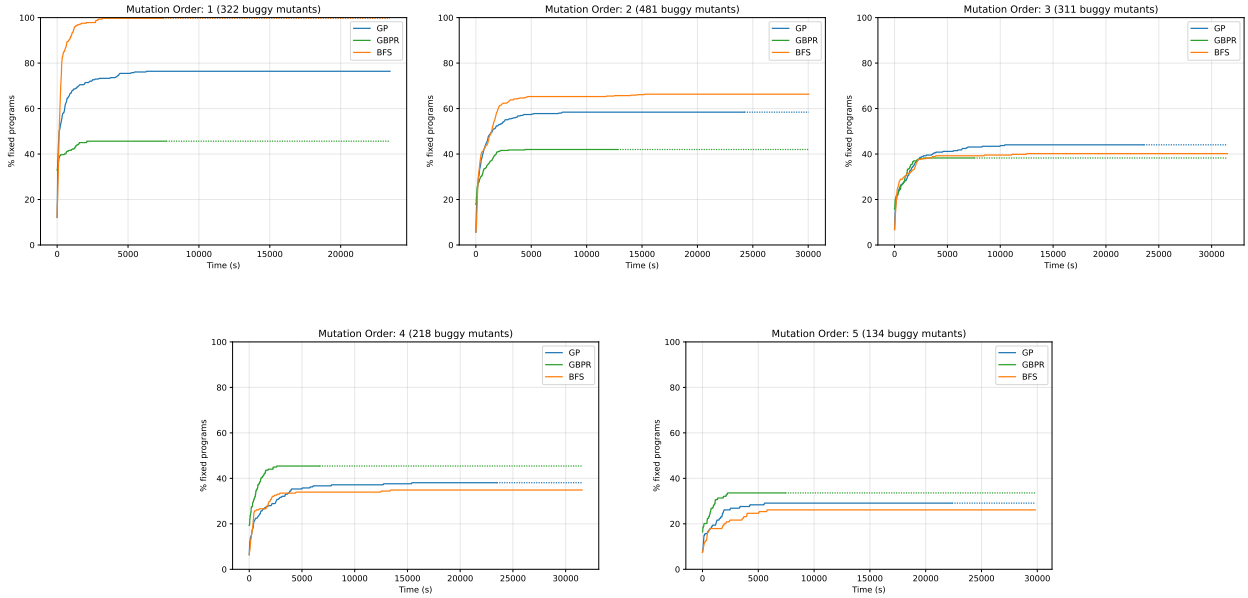 Mutation Order: 1 (322 buggy mutants)
% fixed programs
100
80
60
40
20
0
GP
GBPR
BFS
0 5000 10000 15000 20000
Time (s)
Mutation Order: 2 (481 buggy mutants)
% fixed programs
100
80
60
40
20
0
GP
GBPR
BFS
0 5000 10000 15000 20000 25000 30000
Time (s)
Mutation Order: 3 (311 buggy mutants)
% fixed programs
100
80
60
40
20
0
GP
GBPR
BFS
0 5000 10000 15000 20000 25000 30000
Time (s)
Mutation Order: 4 (218 buggy mutants)
% fixed programs
100
80
60
40
20
0
GP
GBPR
BFS
0 5000 10000 15000 20000 25000 30000
Time (s)
Mutation Order: 5 (134 buggy mutants)
% fixed programs
100
80
60
40
20
0
GP
GBPR
BFS
0 5000 10000 15000 20000 25000 30000
Time (s)